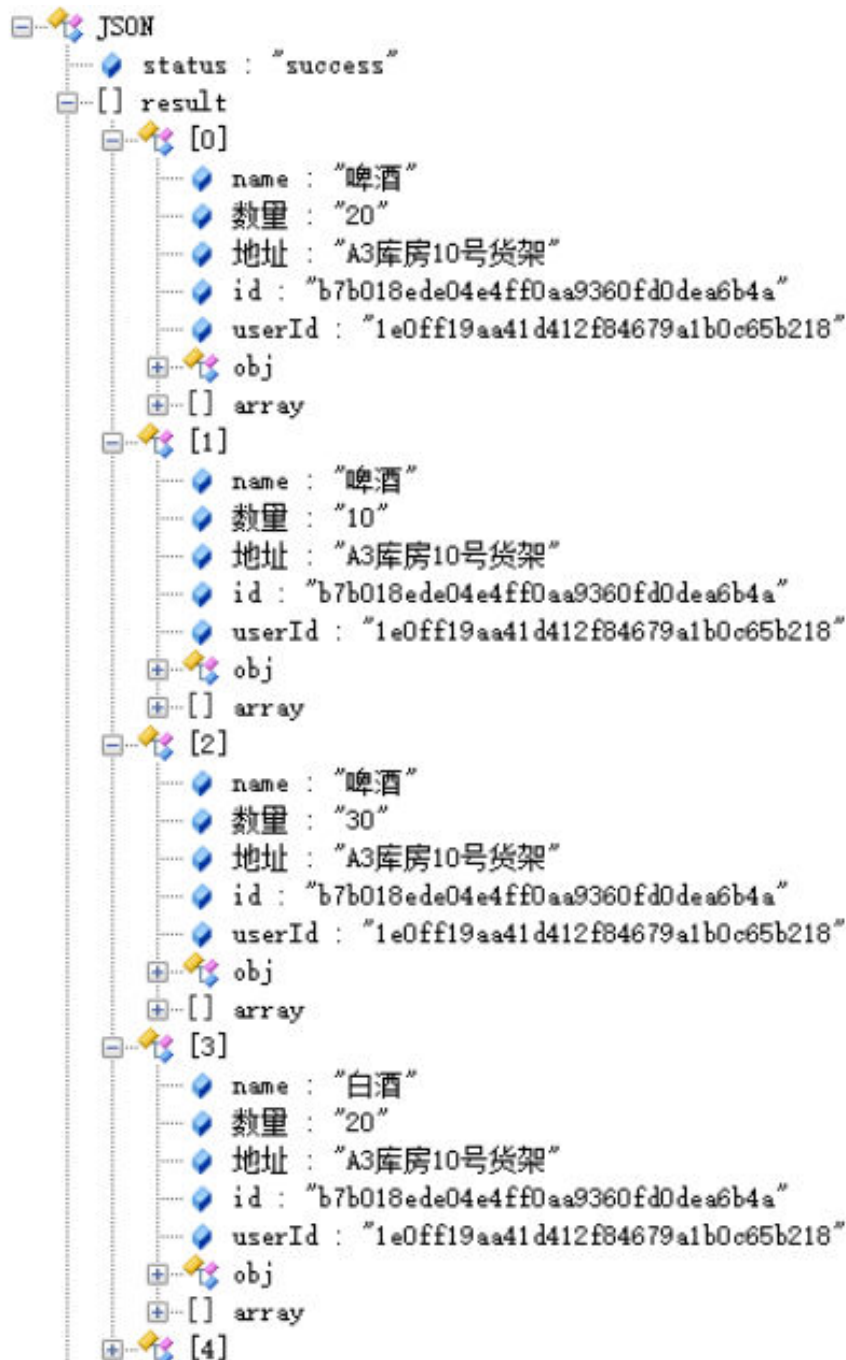 JSON
status : "success"
[] result
[0]
name : "啤酒"
数量 : "20"
地址 : "A3库房10号货架"
id : "b7b018ede04e4ff0aa9360fd0dea6b4a"
userId : "1e0ff19aa41d412f84679a1b0c65b218"
obj
[] array
[1]
name : "啤酒"
数量 : "10"
地址 : "A3库房10号货架"
id : "b7b018ede04e4ff0aa9360fd0dea6b4a"
userId : "1e0ff19aa41d412f84679a1b0c65b218"
obj
[] array
[2]
name : "啤酒"
数量 : "30"
地址 : "A3库房10号货架"
id : "b7b018ede04e4ff0aa9360fd0dea6b4a"
userId : "1e0ff19aa41d412f84679a1b0c65b218"
obj
[] array
[3]
name : "白酒"
数量 : "20"
地址 : "A3库房10号货架"
id : "b7b018ede04e4ff0aa9360fd0dea6b4a"
userId : "1e0ff19aa41d412f84679a1b0c65b218"
obj
[] array
[4]